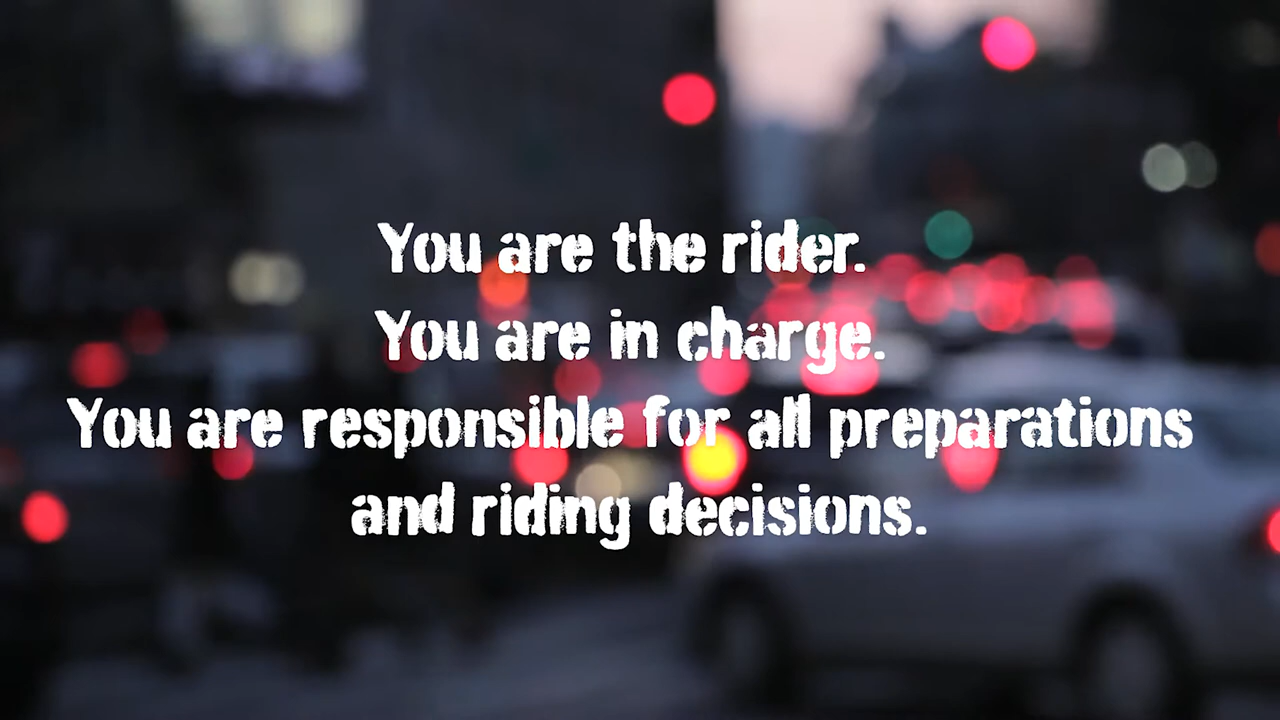 You are the rider.
You are in charge.
You are responsible for all preparations
and riding decisions.